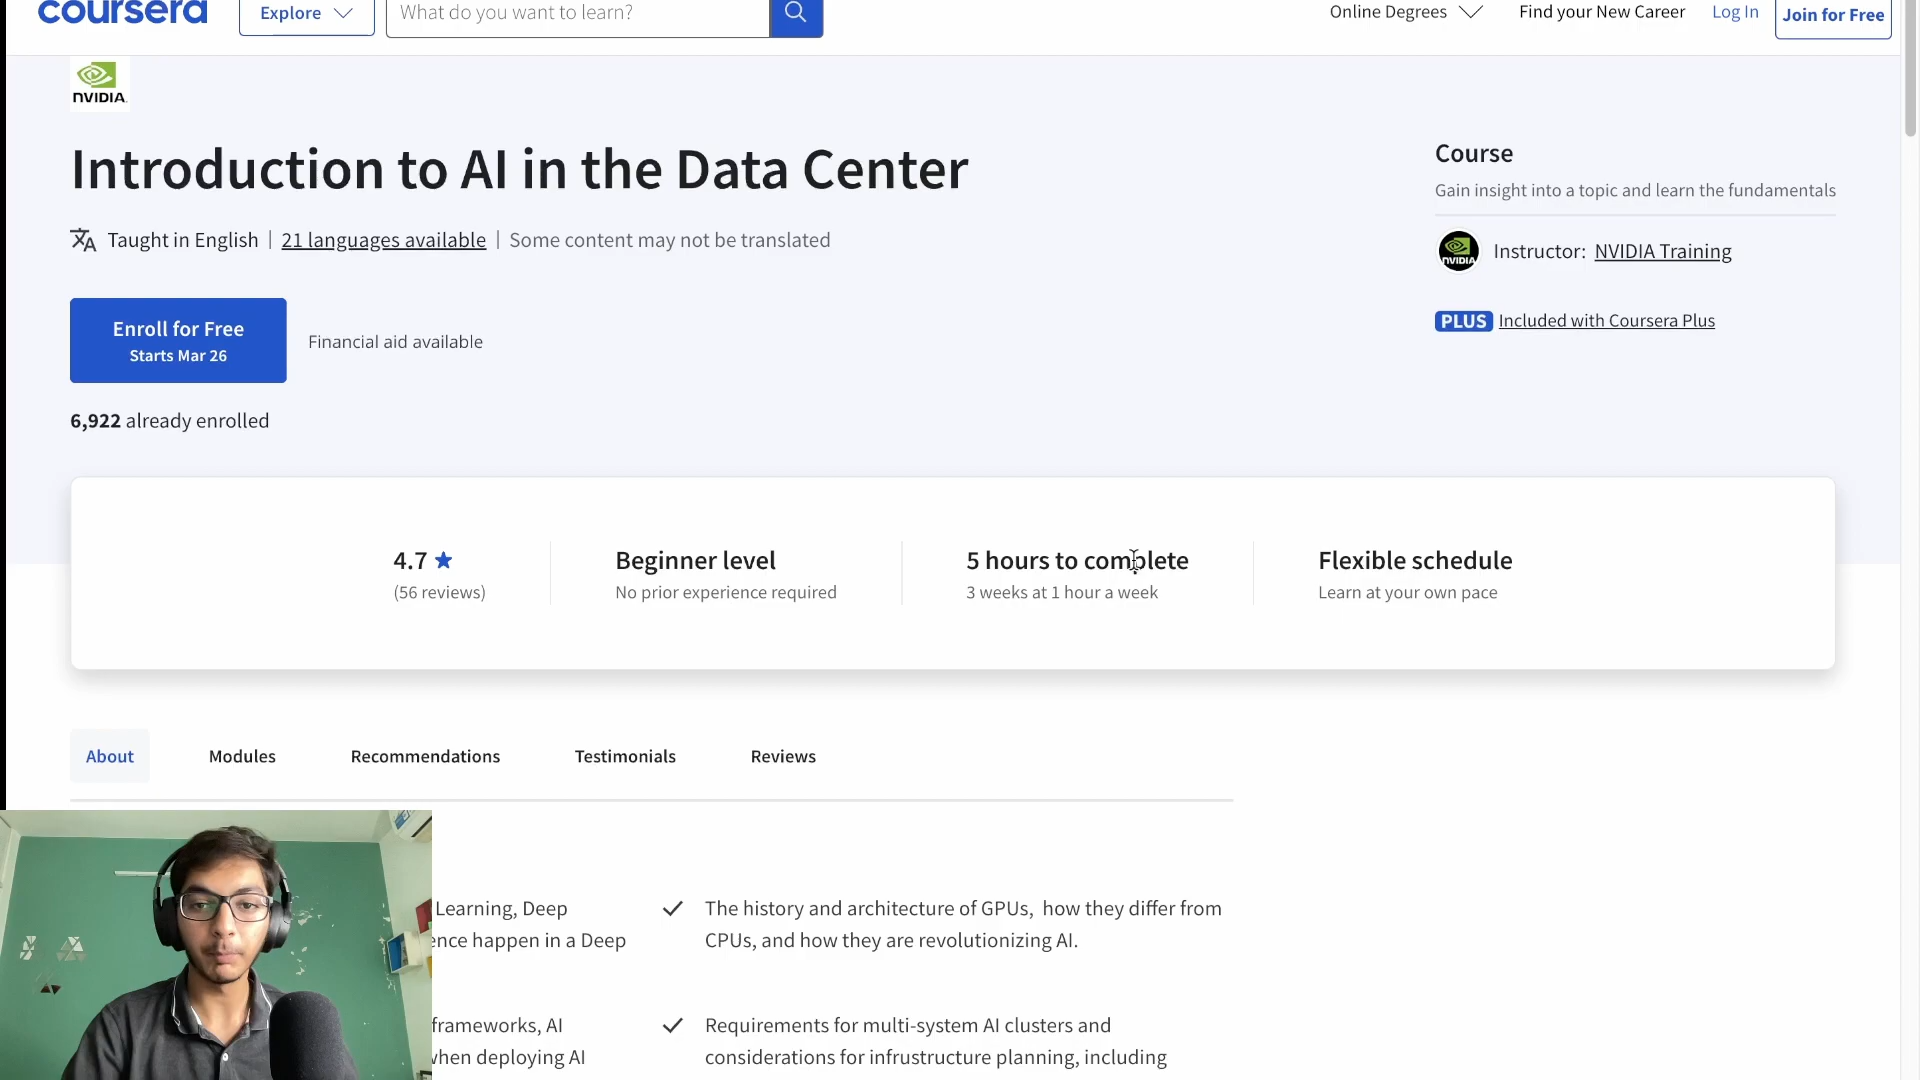 coursera
Explore
What do you want to learn?
Online Degrees
Find your New Career
Log In
Join for Free
NVIDIA.
Introduction to AI in the Data Center
Taught in English | 21 languages available | Some content may not be translated
Enroll for Free
Starts Mar 26
Financial aid available
6,922 already enrolled
Course
Gain insight into a topic and learn the fundamentals
NVIDIA
Instructor: NVIDIA Training
PLUS Included with Coursera Plus
4.7
(56 reviews)
Beginner level
No prior experience required
5 hours to complete
3 weeks at 1 hour a week
Flexible schedule
Learn at your own pace
About
Modules
Recommendations
Testimonials
Reviews
Learning, Deep
ence happen in a Deep
The history and architecture of GPUs, how they differ from
CPUs, and how they are revolutionizing AI.
frameworks, AI
when deploying AI
Requirements for multi-system AI clusters and
considerations for infrustructure planning, including